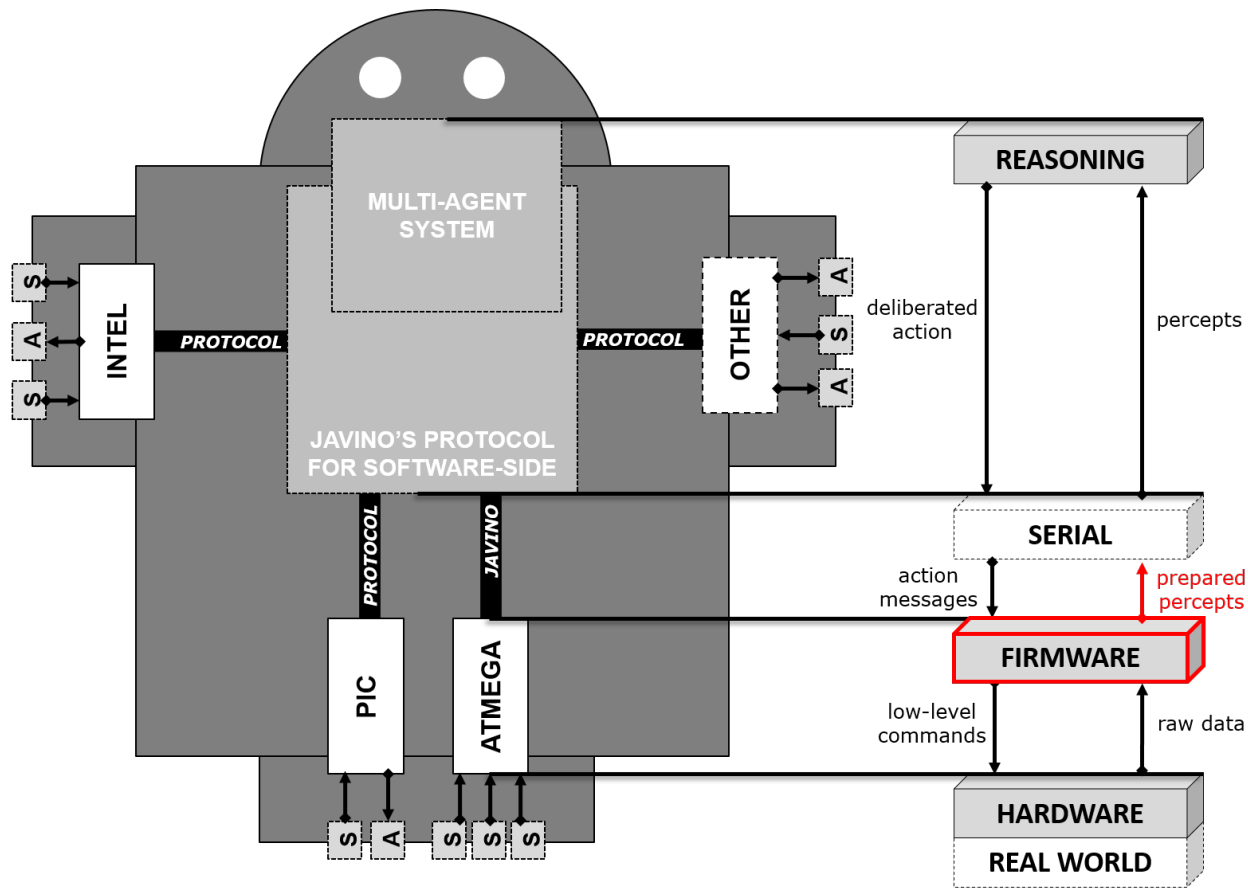 REASONING
MULTI-AGENT
SYSTEM
S
A
S
INTEL
PROTOCOL
PROTOCOL
OTHER
A
S
A
deliberated
action
percepts
JAVINO'S PROTOCOL
FOR SOFTWARE-SIDE
SERIAL
PROTOCOL
JAVINO
action
messages
prepared
percepts
FIRMWARE
PIC
ATMEGA
low-level
commands
raw data
HARDWARE
REAL WORLD
S
A
S
S
S